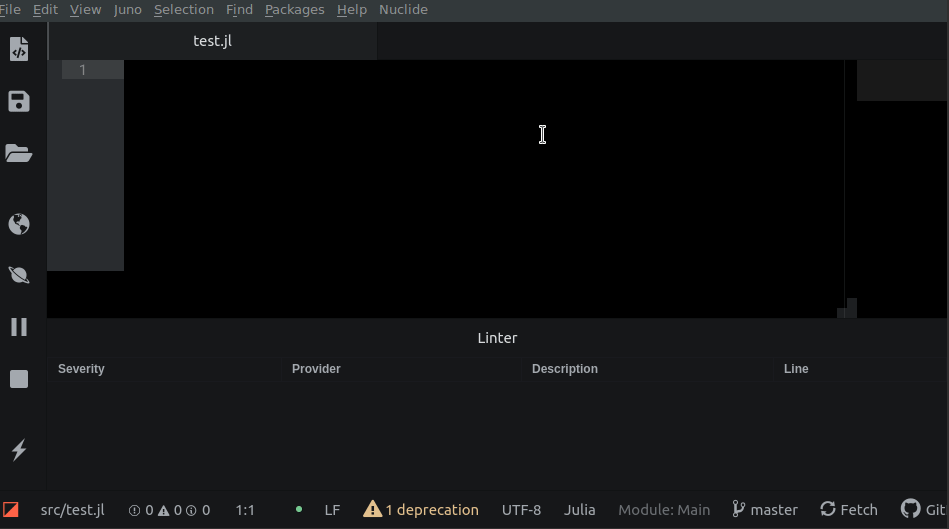 File Edit View Juno Selection Find Packages Help Nuclide
test.jl
1
Linter
Severity Provider Description Line
src/test.jl 0 0 0 1:1 LF 1 deprecation UTF-8 Julia Module: Main master Fetch Git